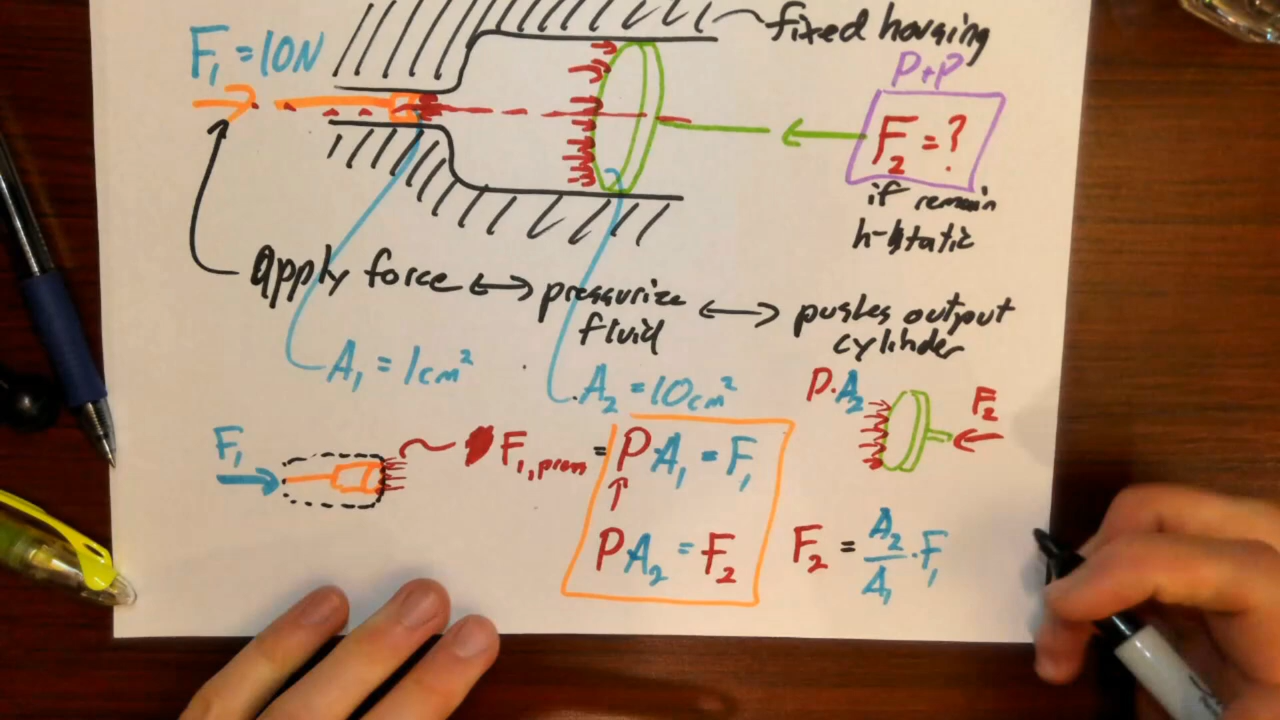 fixed housing
F₁ = 10N
P+P
F₂ = ?
if remain
h-static
apply force ↔ pressurize fluid ↔ pushes output cylinder
A₁ = 1cm²
A₂ = 10cm²
P·A₂
F₂
F₁
F₁,press = PA₁ = F₁
PA₂ = F₂
F₂ = A₂/A₁ · F₁